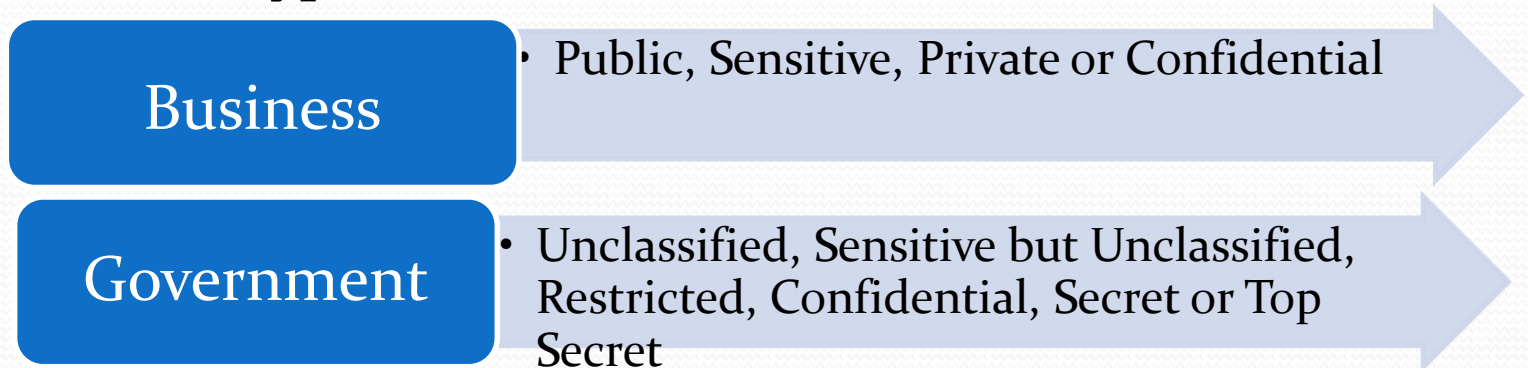 Business
• Public, Sensitive, Private or Confidential
Government
• Unclassified, Sensitive but Unclassified,
Restricted, Confidential, Secret or Top
Secret